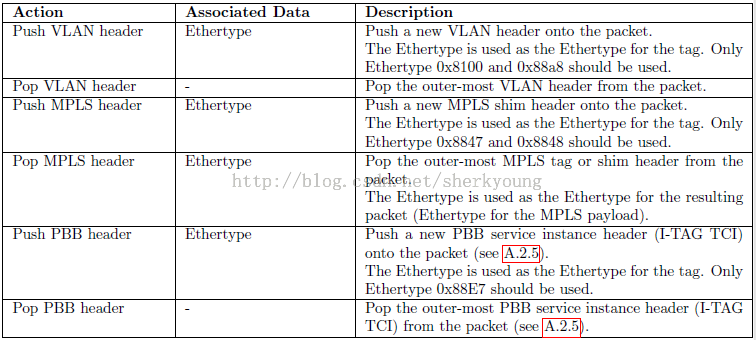 Action Associated Data Description
Push VLAN header Ethertype Push a new VLAN header onto the packet.
The Ethertype is used as the Ethertype for the tag. Only
Ethertype 0x8100 and 0x88a8 should be used.
Pop VLAN header - Pop the outer-most VLAN header from the packet.
Push MPLS header Ethertype Push a new MPLS shim header onto the packet.
The Ethertype is used as the Ethertype for the tag. Only
Ethertype 0x8847 and 0x8848 should be used.
Pop MPLS header Ethertype Pop the outer-most MPLS tag or shim header from the
packet.
http://blog.csdn.net/sherkyoung
The Ethertype is used as the Ethertype for the resulting
packet (Ethertype for the MPLS payload).
Push PBB header Ethertype Push a new PBB service instance header (I-TAG TCI)
onto the packet (see A.2.5).
The Ethertype is used as the Ethertype for the tag. Only
Ethertype 0x88E7 should be used.
Pop PBB header - Pop the outer-most PBB service instance header (I-TAG
TCI) from the packet (see A.2.5).